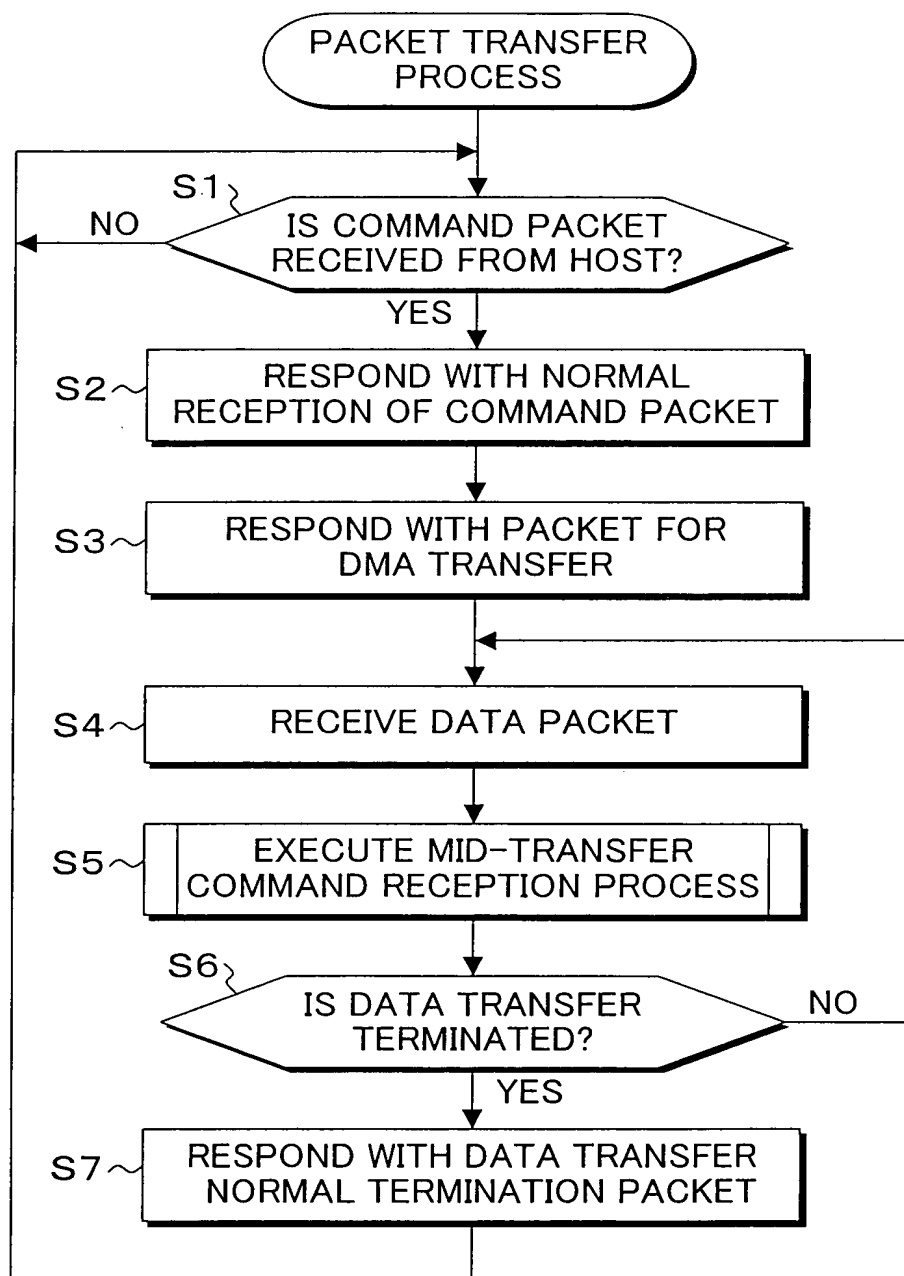 PACKET TRANSFER
PROCESS
S1
NO
IS COMMAND PACKET
RECEIVED FROM HOST?
YES
S2
RESPOND WITH NORMAL
RECEPTION OF COMMAND PACKET
S3
RESPOND WITH PACKET FOR
DMA TRANSFER
S4
RECEIVE DATA PACKET
S5
EXECUTE MID-TRANSFER
COMMAND RECEPTION PROCESS
S6
IS DATA TRANSFER
TERMINATED?
NO
YES
S7
RESPOND WITH DATA TRANSFER
NORMAL TERMINATION PACKET